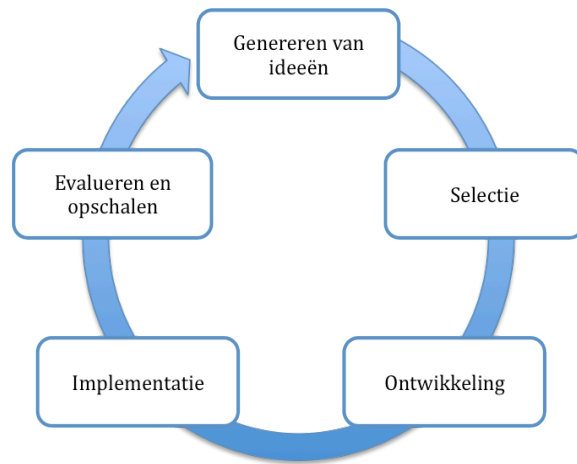 Genereren van
ideeën
Selectie
Ontwikkeling
Implementatie
Evalueren en
opschalen